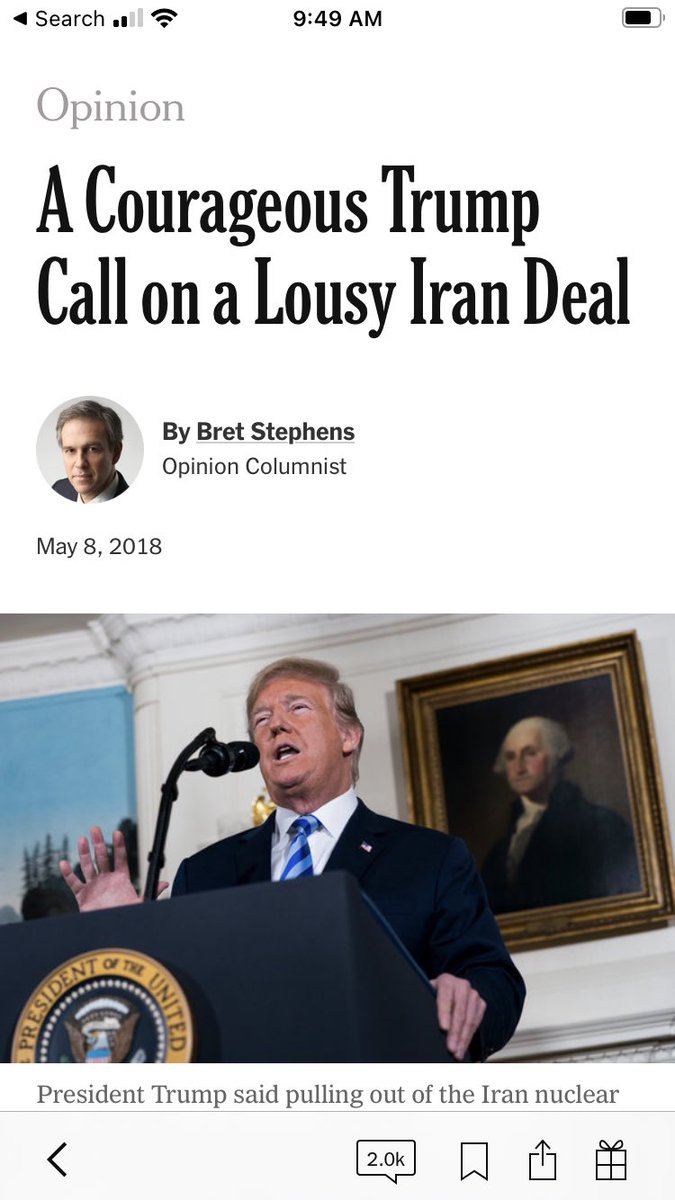 Search
9:49 AM
Opinion
A Courageous Trump
Call on a Lousy Iran Deal
By Bret Stephens
Opinion Columnist
May 8, 2018
PRESIDENT OF THE UNITED
President Trump said pulling out of the Iran nuclear
2.0k